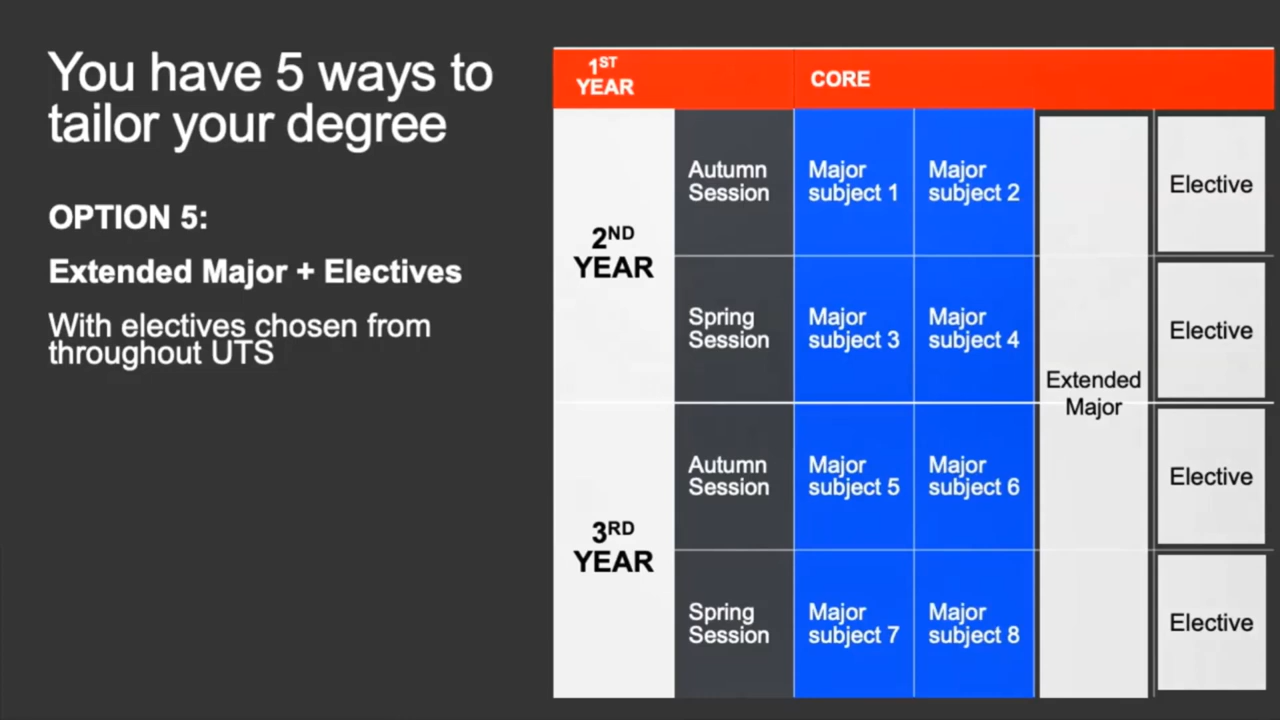 You have 5 ways to
tailor your degree
OPTION 5:
Extended Major + Electives
With electives chosen from
throughout UTS
1ST
YEAR
CORE
2ND
YEAR
Autumn
Session
Major
subject 1
Major
subject 2
Elective
Spring
Session
Major
subject 3
Major
subject 4
Elective
Extended
Major
3RD
YEAR
Autumn
Session
Major
subject 5
Major
subject 6
Elective
Spring
Session
Major
subject 7
Major
subject 8
Elective